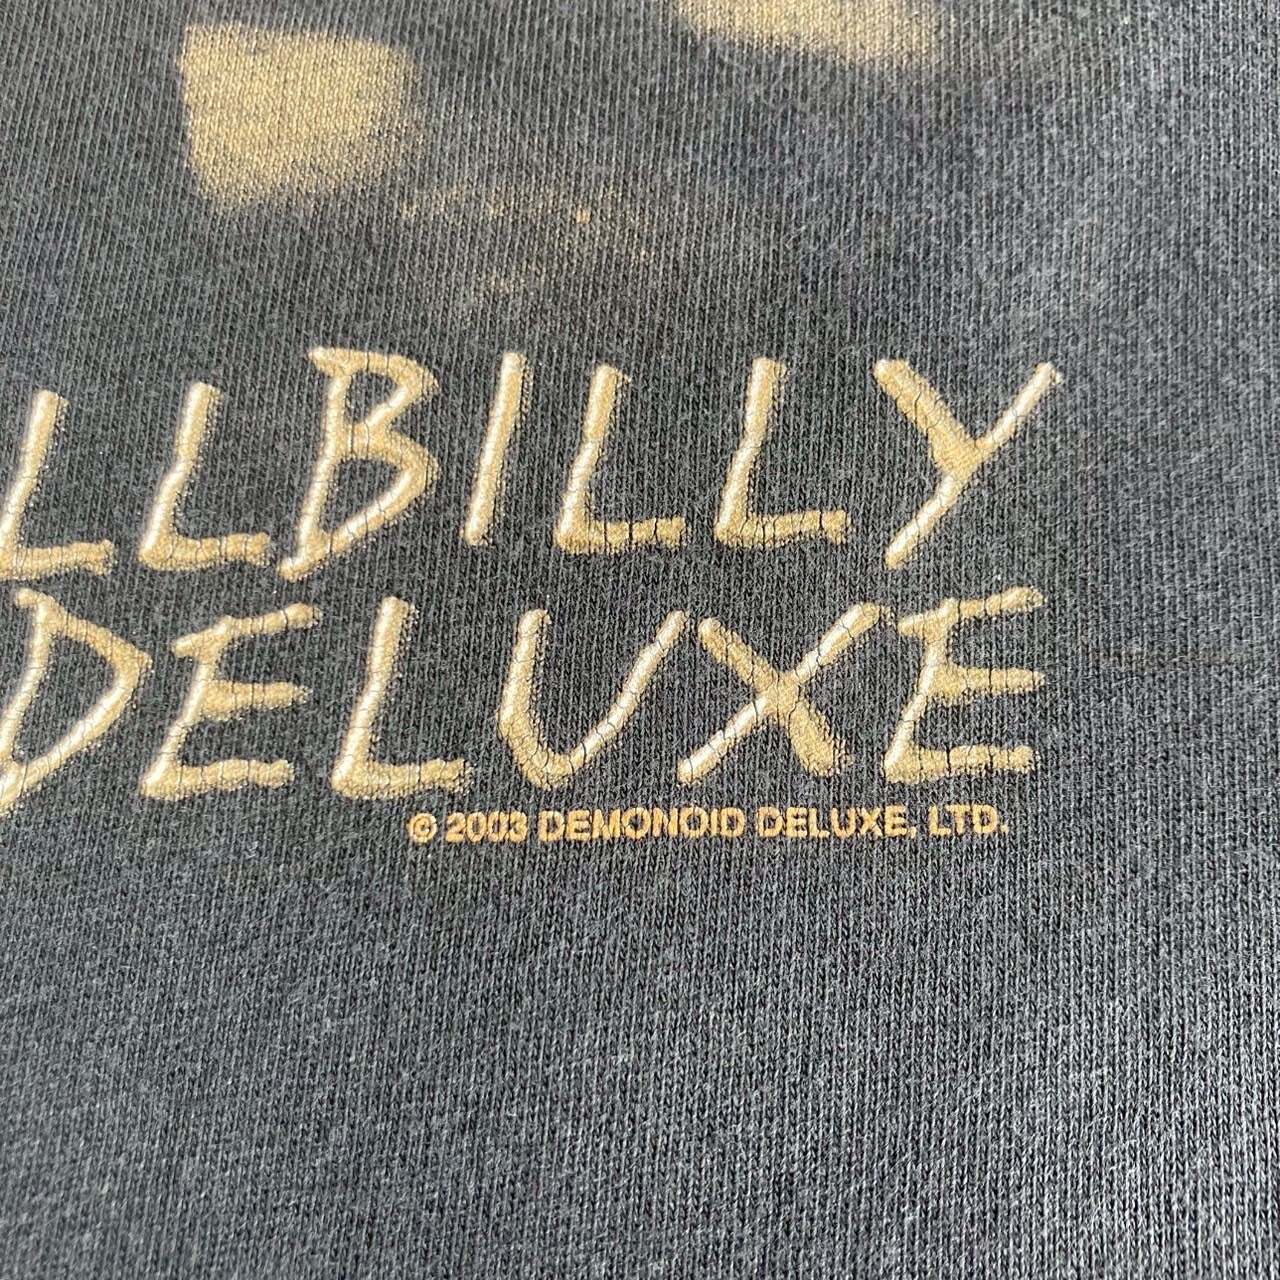 LLBILLY
DELUXE
© 2003 DEMONOID DELUXE, LTD.